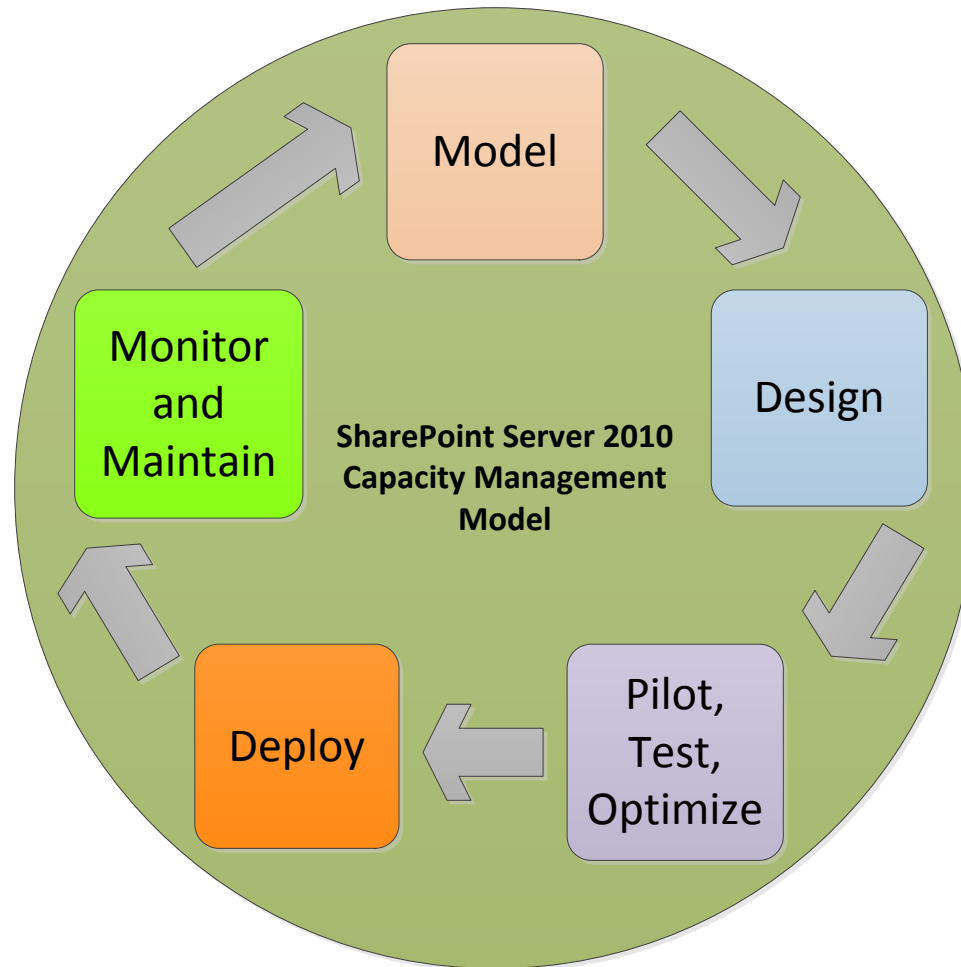 Model
Design
Pilot,
Test,
Optimize
Deploy
Monitor
and
Maintain
SharePoint Server 2010
Capacity Management
Model